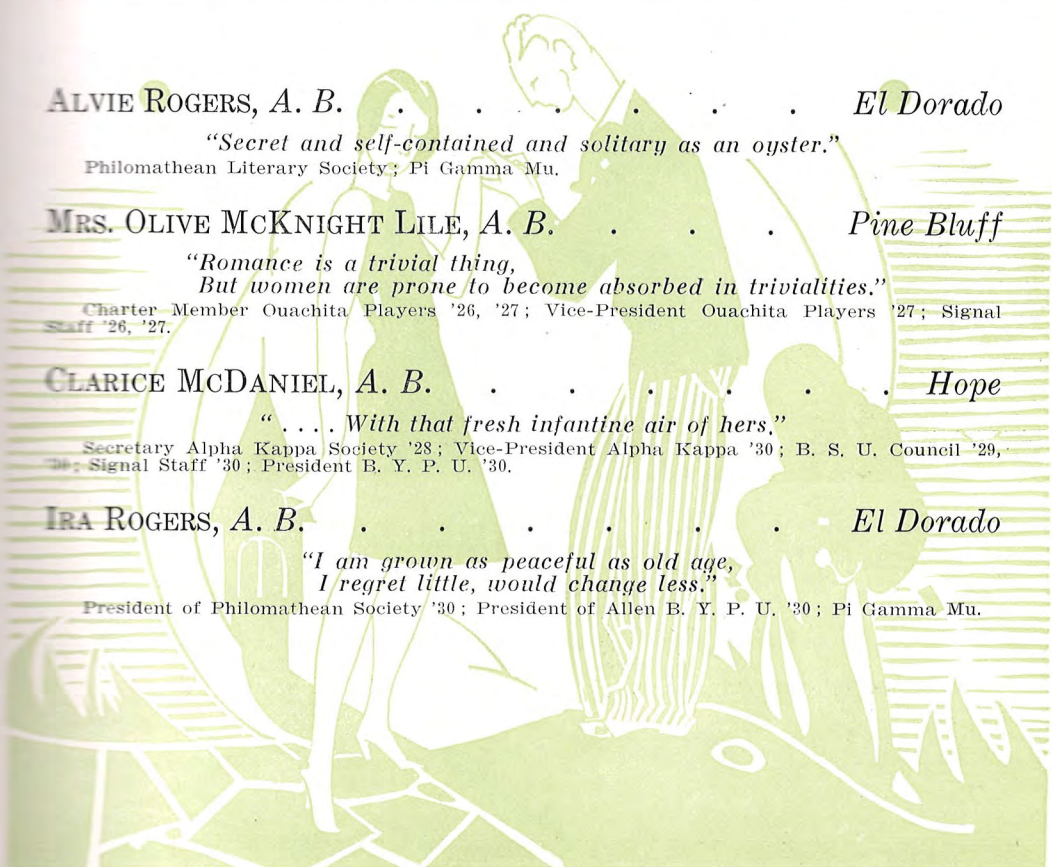 ALVIE ROGERS, A. B. . . . . . . El Dorado
"Secret and self-contained and solitary as an oyster."
Philomathean Literary Society; Pi Gamma Mu.
MRS. OLIVE MCKNIGHT LILE, A. B. . . . Pine Bluff
"Romance is a trivial thing,
But women are prone to become absorbed in trivialities."
Charter Member Ouachita Players '26, '27; Vice-President Ouachita Players '27; Signal
Staff '26, '27.
CLARICE MCDANIEL, A. B. . . . . . . Hope
" . . . . With that fresh infantine air of hers."
Secretary Alpha Kappa Society '28; Vice-President Alpha Kappa '30; B. S. U. Council '29,
'30; Signal Staff '30; President B. Y. P. U. '30.
IRA ROGERS, A. B. . . . . . . El Dorado
"I am grown as peaceful as old age,
I regret little, would change less."
President of Philomathean Society '30; President of Allen B. Y. P. U. '30; Pi Gamma Mu.